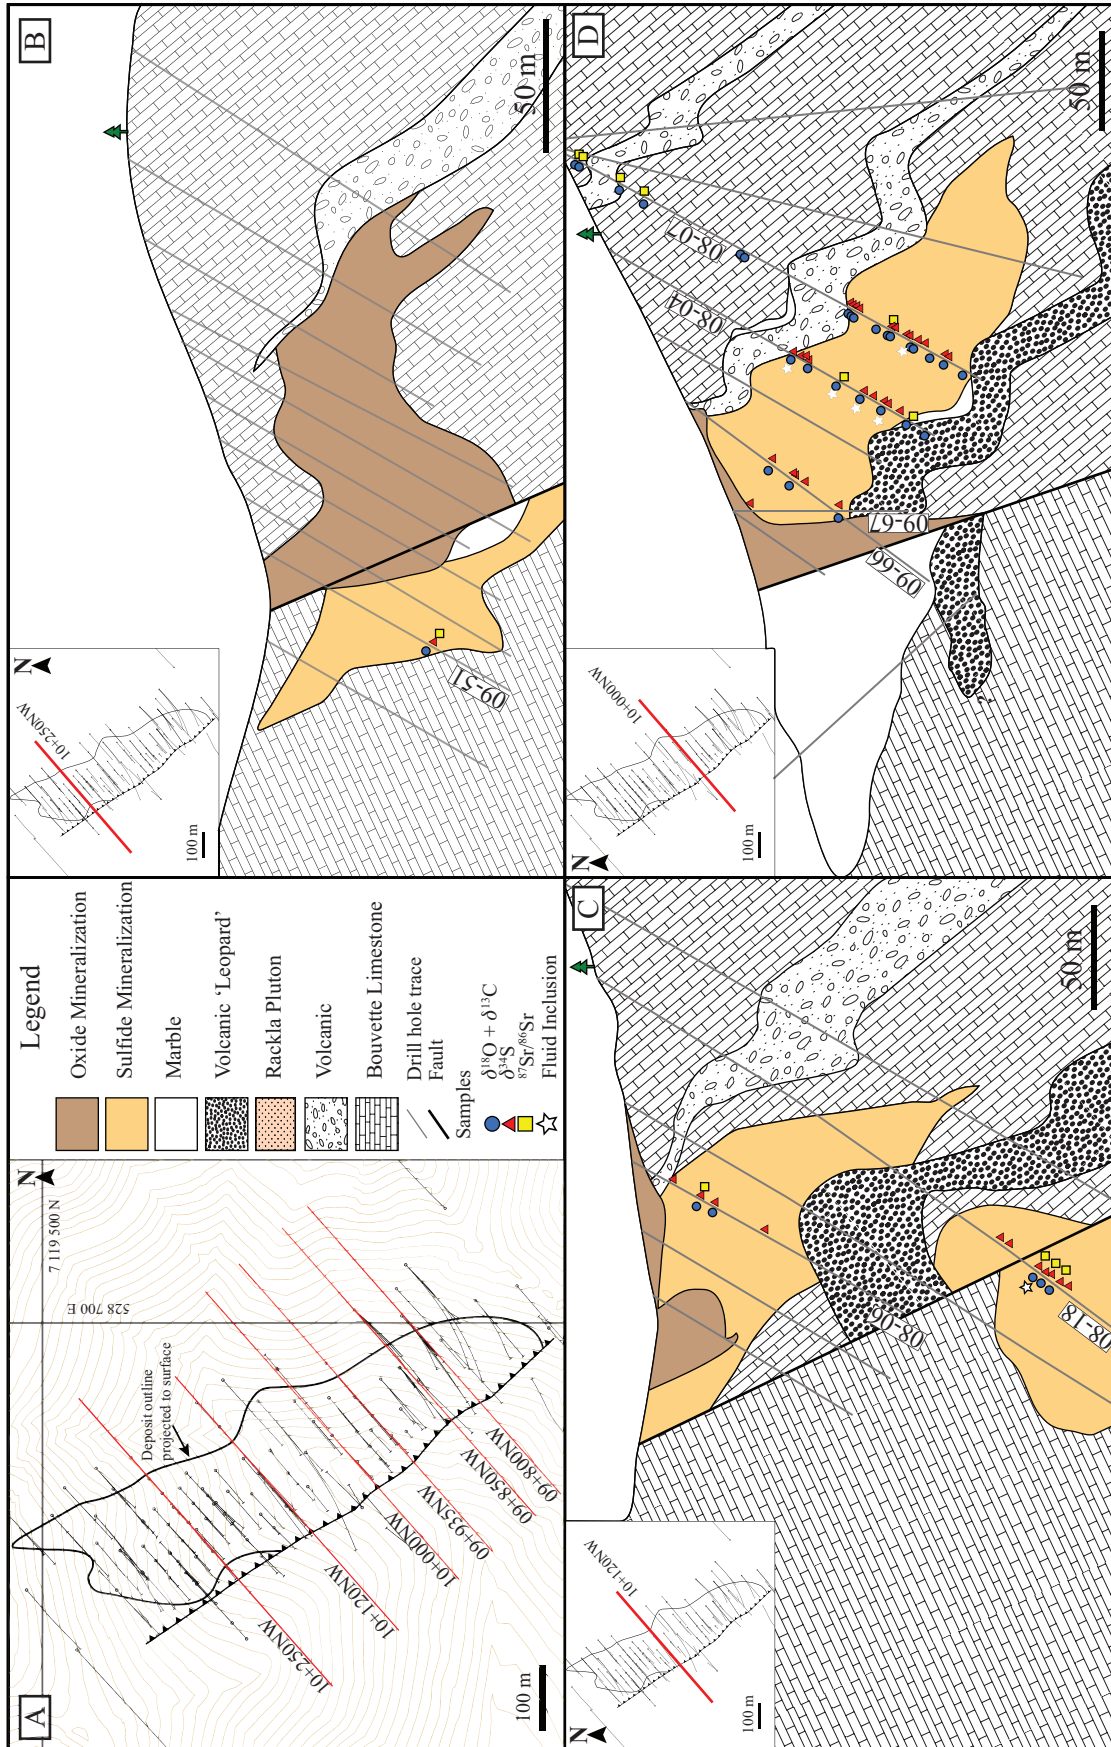 A
N
7 119 500 N
528 700 E
Deposit outline
projected to surface
10+250NW
10+120NW
10+000NW
09+935NW
09+850NW
09+800NW
100 m
Legend
Oxide Mineralization
Sulfide Mineralization
Marble
Volcanic 'Leopard'
Rackla Pluton
Volcanic
Bouvette Limestone
Drill hole trace
Fault
Samples
δ¹⁸O + δ¹³C
δ³⁴S
⁸⁷Sr/⁸⁶Sr
Fluid Inclusion
B
N
10+250NW
100 m
09-51
50 m
C
N
10+120NW
100 m
08-06
08-18
50 m
D
N
10+000NW
100 m
08-07
08-04
09-67
09-66
?
50 m